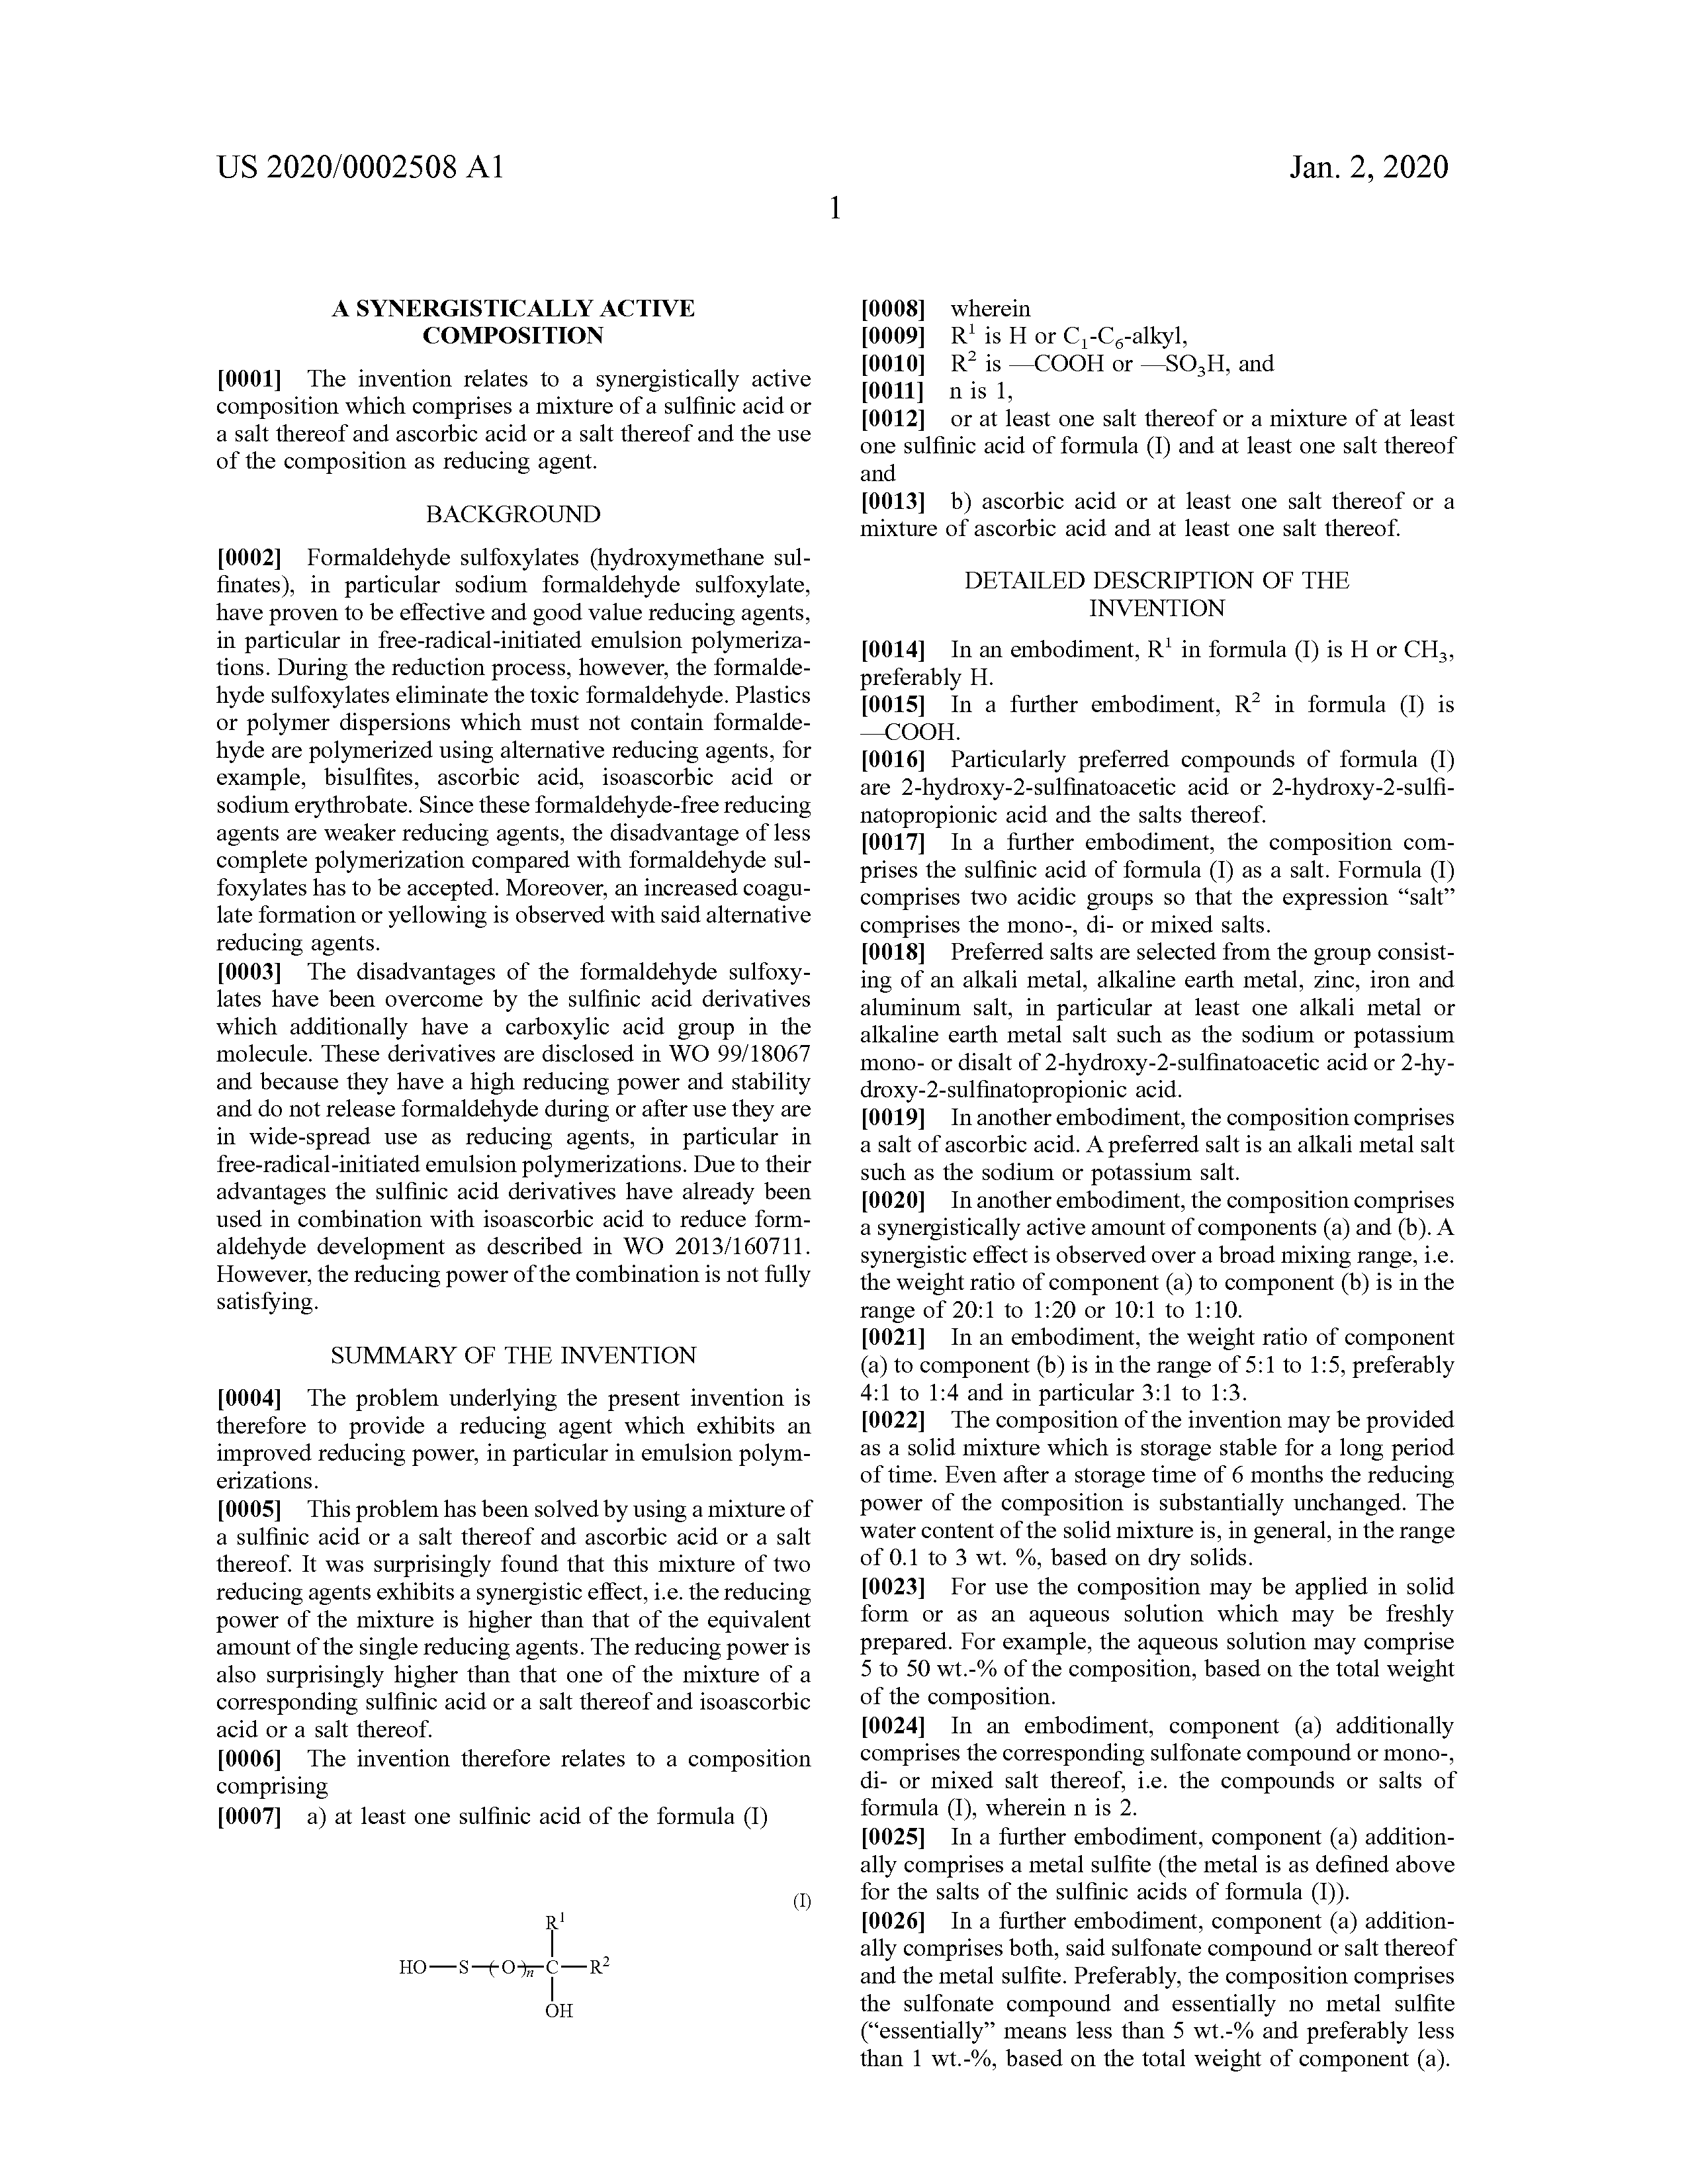 US 2020/0002508 A1
Jan. 2, 2020
1
A SYNERGISTICALLY ACTIVE
COMPOSITION
[0001] The invention relates to a synergistically active
composition which comprises a mixture of a sulfinic acid or
a salt thereof and ascorbic acid or a salt thereof and the use
of the composition as reducing agent.
BACKGROUND
[0002] Formaldehyde sulfoxylates (hydroxymethane sul-
finates), in particular sodium formaldehyde sulfoxylate,
have proven to be effective and good value reducing agents,
in particular in free-radical-initiated emulsion polymeriza-
tions. During the reduction process, however, the formalde-
hyde sulfoxylates eliminate the toxic formaldehyde. Plastics
or polymer dispersions which must not contain formalde-
hyde are polymerized using alternative reducing agents, for
example, bisulfites, ascorbic acid, isoascorbic acid or
sodium erythrobate. Since these formaldehyde-free reducing
agents are weaker reducing agents, the disadvantage of less
complete polymerization compared with formaldehyde sul-
foxylates has to be accepted. Moreover, an increased coagu-
late formation or yellowing is observed with said alternative
reducing agents.
[0003] The disadvantages of the formaldehyde sulfoxy-
lates have been overcome by the sulfinic acid derivatives
which additionally have a carboxylic acid group in the
molecule. These derivatives are disclosed in WO 99/18067
and because they have a high reducing power and stability
and do not release formaldehyde during or after use they are
in wide-spread use as reducing agents, in particular in
free-radical-initiated emulsion polymerizations. Due to their
advantages the sulfinic acid derivatives have already been
used in combination with isoascorbic acid to reduce form-
aldehyde development as described in WO 2013/160711.
However, the reducing power of the combination is not fully
satisfying.
SUMMARY OF THE INVENTION
[0004] The problem underlying the present invention is
therefore to provide a reducing agent which exhibits an
improved reducing power, in particular in emulsion polym-
erizations.
[0005] This problem has been solved by using a mixture of
a sulfinic acid or a salt thereof and ascorbic acid or a salt
thereof. It was surprisingly found that this mixture of two
reducing agents exhibits a synergistic effect, i.e. the reducing
power of the mixture is higher than that of the equivalent
amount of the single reducing agents. The reducing power is
also surprisingly higher than that one of the mixture of a
corresponding sulfinic acid or a salt thereof and isoascorbic
acid or a salt thereof.
[0006] The invention therefore relates to a composition
comprising
[0007] a) at least one sulfinic acid of the formula (I)
(I)
R¹
HO—S—(O)n—C—R²
OH
[0008] wherein
[0009] R¹ is H or C₁-C₆-alkyl,
[0010] R² is —COOH or —SO₃H, and
[0011] n is 1,
[0012] or at least one salt thereof or a mixture of at least
one sulfinic acid of formula (I) and at least one salt thereof
and
[0013] b) ascorbic acid or at least one salt thereof or a
mixture of ascorbic acid and at least one salt thereof.
DETAILED DESCRIPTION OF THE
INVENTION
[0014] In an embodiment, R¹ in formula (I) is H or CH₃,
preferably H.
[0015] In a further embodiment, R² in formula (I) is
—COOH.
[0016] Particularly preferred compounds of formula (I)
are 2-hydroxy-2-sulfinatoacetic acid or 2-hydroxy-2-sulfi-
natopropionic acid and the salts thereof.
[0017] In a further embodiment, the composition com-
prises the sulfinic acid of formula (I) as a salt. Formula (I)
comprises two acidic groups so that the expression “salt”
comprises the mono-, di- or mixed salts.
[0018] Preferred salts are selected from the group consist-
ing of an alkali metal, alkaline earth metal, zinc, iron and
aluminum salt, in particular at least one alkali metal or
alkaline earth metal salt such as the sodium or potassium
mono- or disalt of 2-hydroxy-2-sulfinatoacetic acid or 2-hy-
droxy-2-sulfinatopropionic acid.
[0019] In another embodiment, the composition comprises
a salt of ascorbic acid. A preferred salt is an alkali metal salt
such as the sodium or potassium salt.
[0020] In another embodiment, the composition comprises
a synergistically active amount of components (a) and (b). A
synergistic effect is observed over a broad mixing range, i.e.
the weight ratio of component (a) to component (b) is in the
range of 20:1 to 1:20 or 10:1 to 1:10.
[0021] In an embodiment, the weight ratio of component
(a) to component (b) is in the range of 5:1 to 1:5, preferably
4:1 to 1:4 and in particular 3:1 to 1:3.
[0022] The composition of the invention may be provided
as a solid mixture which is storage stable for a long period
of time. Even after a storage time of 6 months the reducing
power of the composition is substantially unchanged. The
water content of the solid mixture is, in general, in the range
of 0.1 to 3 wt. %, based on dry solids.
[0023] For use the composition may be applied in solid
form or as an aqueous solution which may be freshly
prepared. For example, the aqueous solution may comprise
5 to 50 wt.-% of the composition, based on the total weight
of the composition.
[0024] In an embodiment, component (a) additionally
comprises the corresponding sulfonate compound or mono-,
di- or mixed salt thereof, i.e. the compounds or salts of
formula (I), wherein n is 2.
[0025] In a further embodiment, component (a) addition-
ally comprises a metal sulfite (the metal is as defined above
for the salts of the sulfinic acids of formula (I)).
[0026] In a further embodiment, component (a) addition-
ally comprises both, said sulfonate compound or salt thereof
and the metal sulfite. Preferably, the composition comprises
the sulfonate compound and essentially no metal sulfite
(“essentially” means less than 5 wt.-% and preferably less
than 1 wt.-%, based on the total weight of component (a).